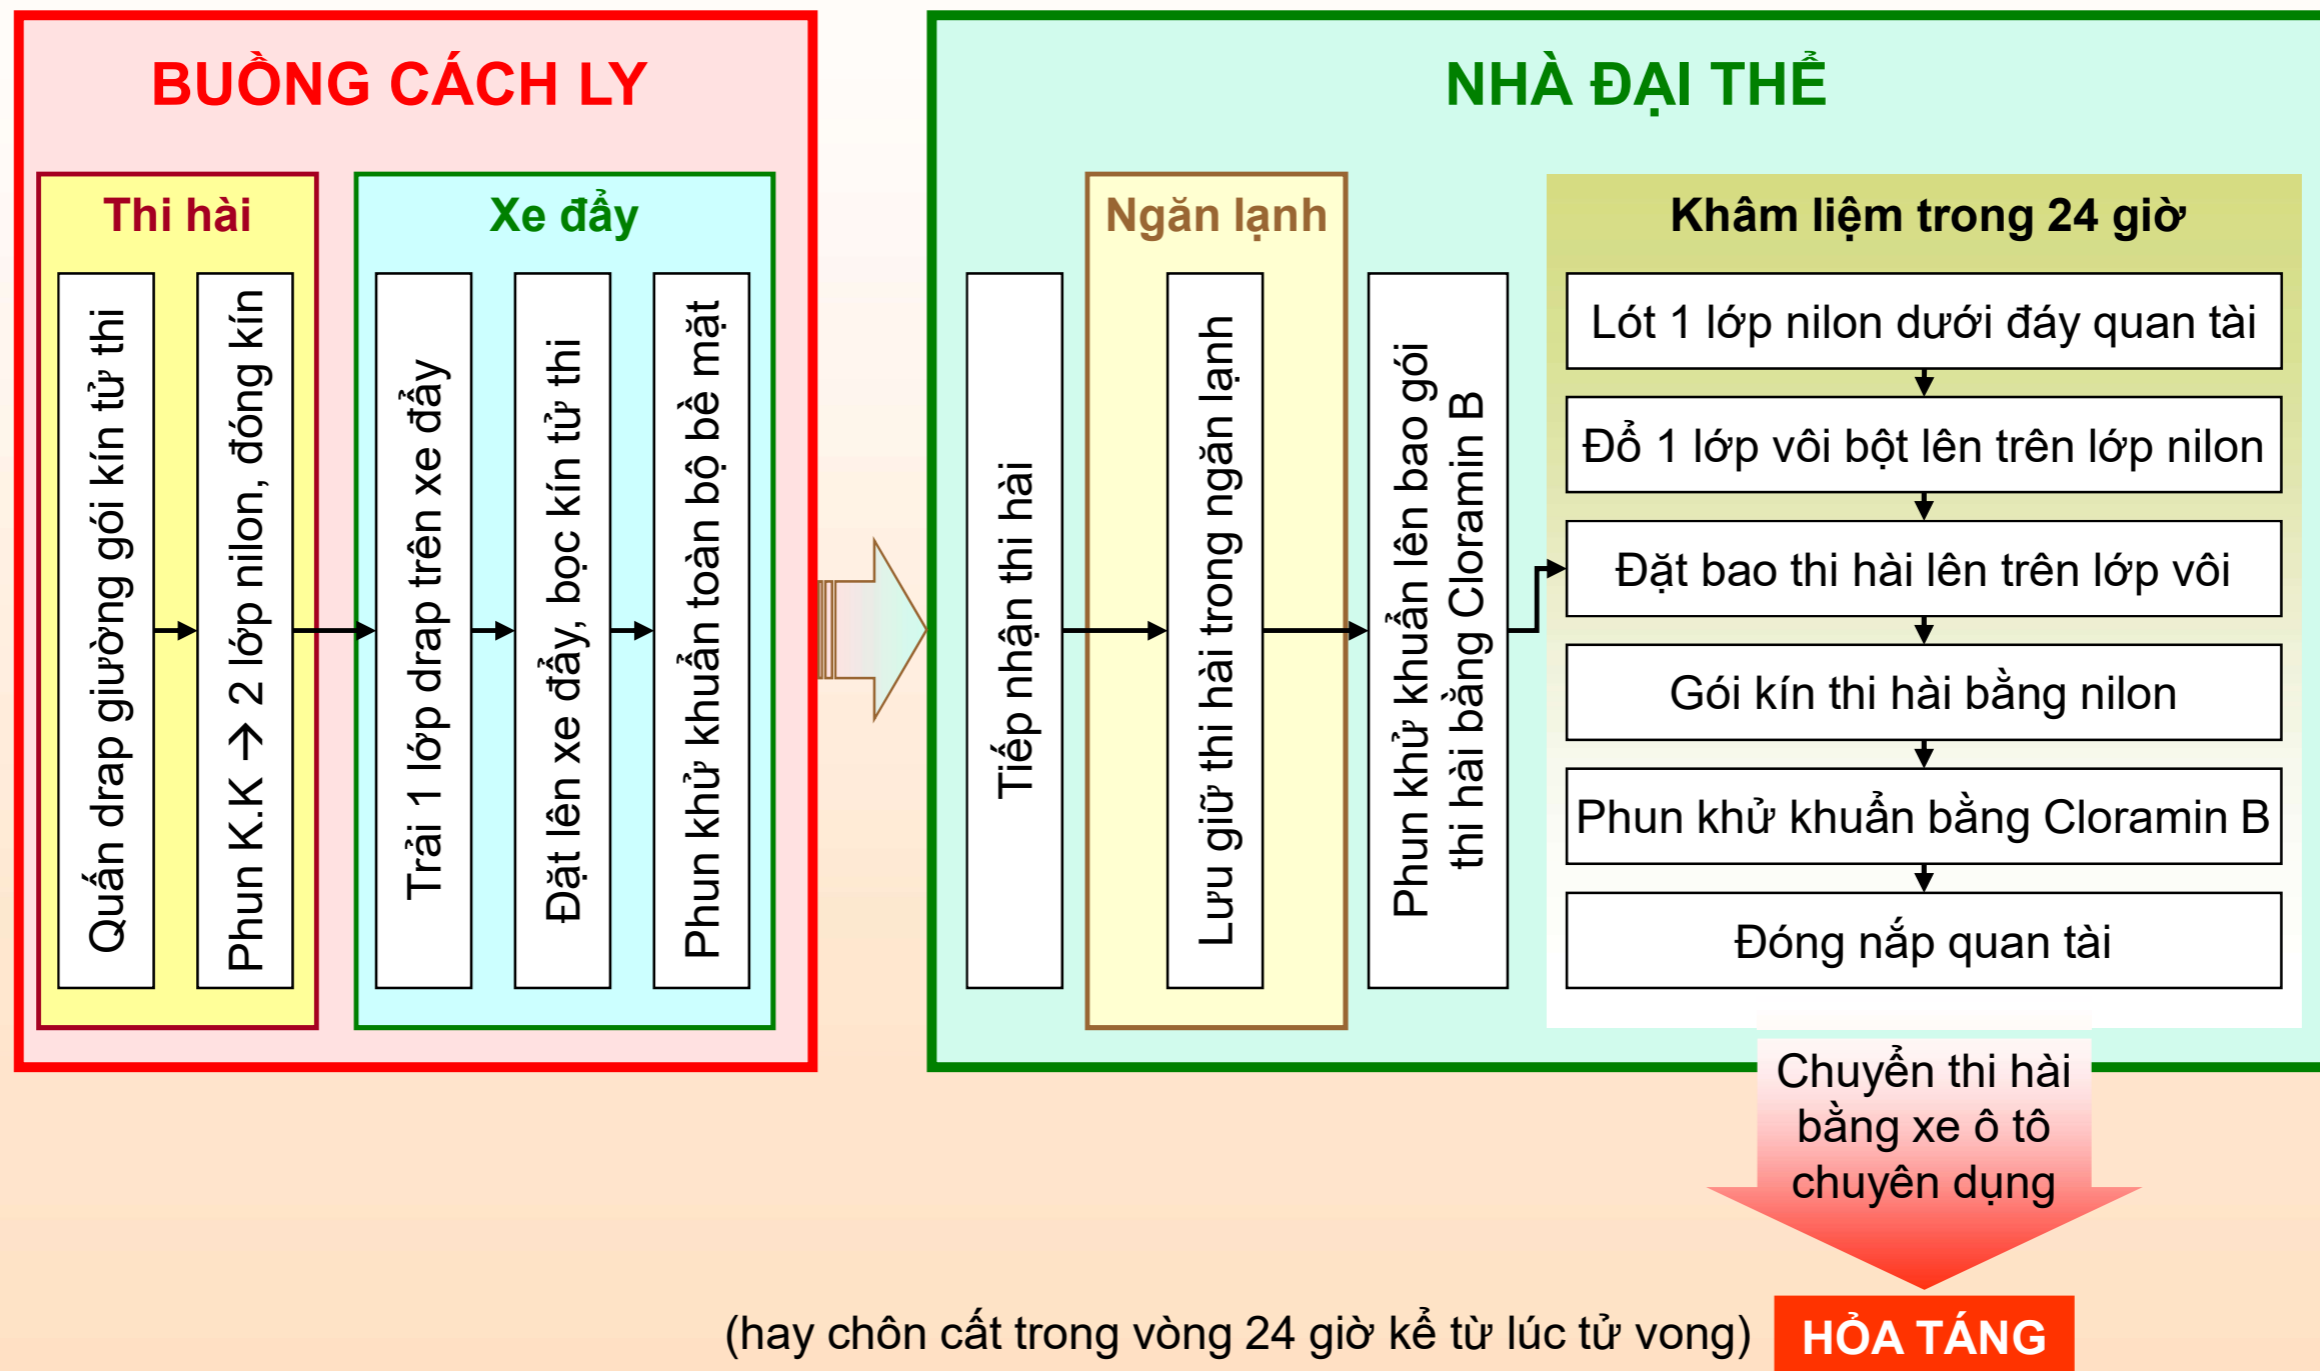 BUỒNG CÁCH LY
Thi hài
Quấn drap giường gói kín tử thi
Phun K.K → 2 lớp nilon, đóng kín
Xe đẩy
Trải 1 lớp drap trên xe đẩy
Đặt lên xe đẩy, bọc kín tử thi
Phun khử khuẩn toàn bộ bề mặt
NHÀ ĐẠI THỂ
Tiếp nhận thi hài
Ngăn lạnh
Lưu giữ thi hài trong ngăn lạnh
Phun khử khuẩn lên bao gói
thi hài bằng Cloramin B
Khâm liệm trong 24 giờ
Lót 1 lớp nilon dưới đáy quan tài
Đổ 1 lớp vôi bột lên trên lớp nilon
Đặt bao thi hài lên trên lớp vôi
Gói kín thi hài bằng nilon
Phun khử khuẩn bằng Cloramin B
Đóng nắp quan tài
Chuyển thi hài
bằng xe ô tô
chuyên dụng
(hay chôn cất trong vòng 24 giờ kể từ lúc tử vong)
HỎA TÁNG